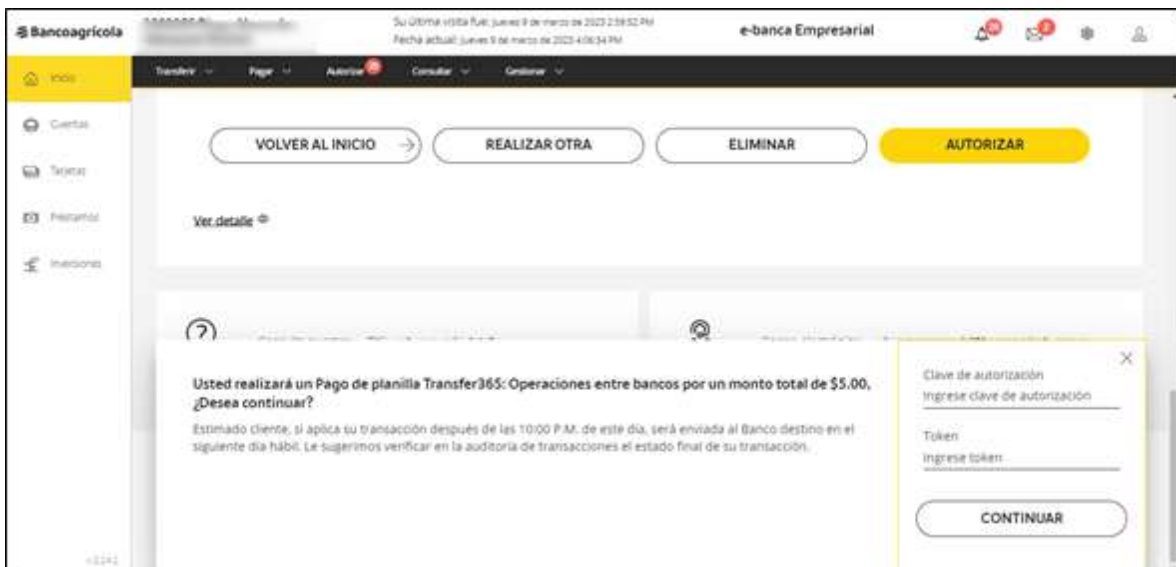 Bancoagrícola
Su última visita fue: jueves 9 de marzo de 2023 2:59:52 PM
Fecha actual: jueves 9 de marzo de 2023 4:06:34 PM
e-banca Empresarial
Inicio
Transferir
Pagar
Autorizar
Consultar
Gestionar
Cuentas
Tarjetas
Préstamos
Inversiones
VOLVER AL INICIO
REALIZAR OTRA
ELIMINAR
AUTORIZAR
Ver detalle
Usted realizará un Pago de planilla Transfer365: Operaciones entre bancos por un monto total de $5.00,
¿Desea continuar?
Estimado cliente, si aplica su transacción después de las 10:00 P.M. de este día, será enviada al Banco destino en el
siguiente día hábil. Le sugerimos verificar en la auditoría de transacciones el estado final de su transacción.
Clave de autorización
Ingrese clave de autorización
Token
Ingrese token
CONTINUAR